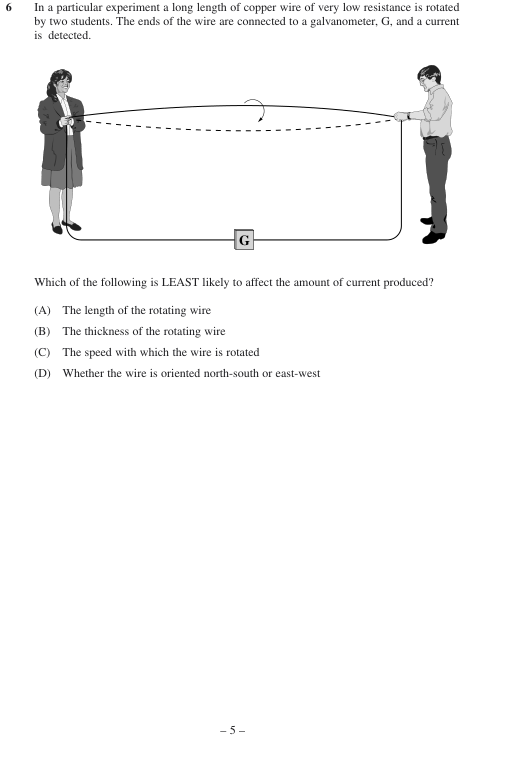 6 In a particular experiment a long length of copper wire of very low resistance is rotated
by two students. The ends of the wire are connected to a galvanometer, G, and a current
is detected.
G
Which of the following is LEAST likely to affect the amount of current produced?
(A) The length of the rotating wire
(B) The thickness of the rotating wire
(C) The speed with which the wire is rotated
(D) Whether the wire is oriented north-south or east-west
– 5 –